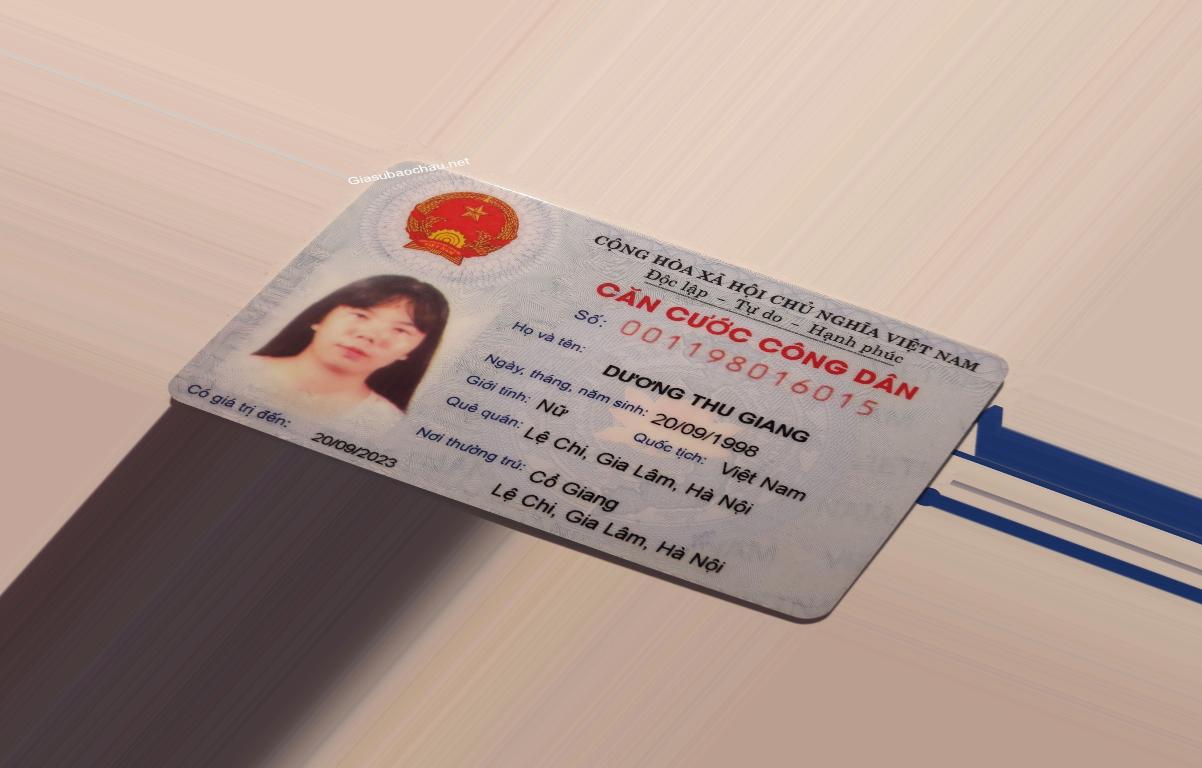 Giasubaochau.net
CỘNG HÒA XÃ HỘI CHỦ NGHĨA VIỆT NAM
Độc lập – Tự do – Hạnh phúc
CĂN CƯỚC CÔNG DÂN
Số: 001198016015
Họ và tên:
DƯƠNG THU GIANG
Ngày, tháng, năm sinh: 20/09/1998
Giới tính: Nữ Quốc tịch: Việt Nam
Quê quán: Lệ Chi, Gia Lâm, Hà Nội
Nơi thường trú: Cổ Giang
Lệ Chi, Gia Lâm, Hà Nội
Có giá trị đến: 20/09/2023